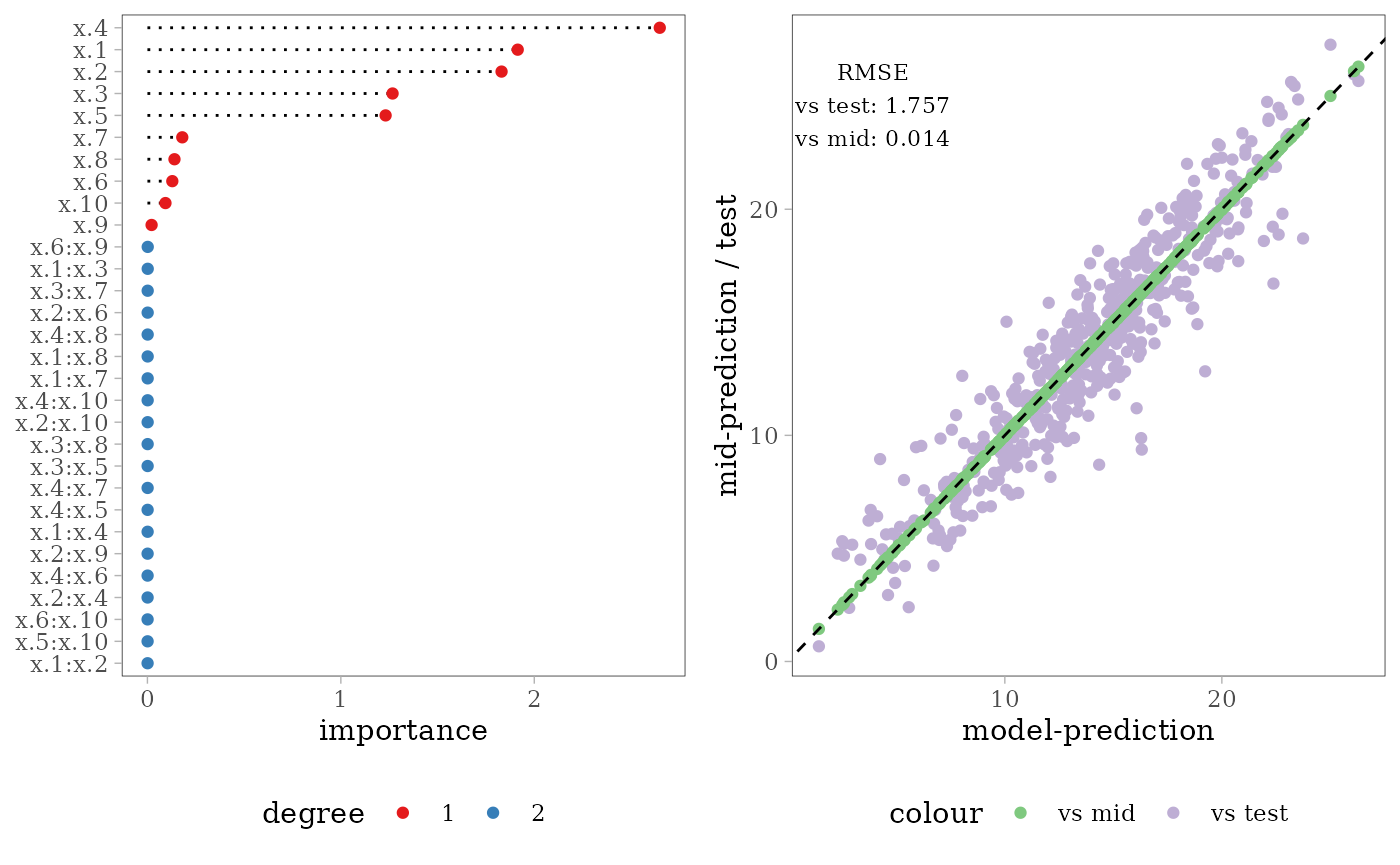 x.4
x.1
x.2
x.3
x.5
x.7
x.8
x.6
x.10
x.9
x.6:x.9
x.1:x.3
x.3:x.7
x.2:x.6
x.4:x.8
x.1:x.8
x.1:x.7
x.4:x.10
x.2:x.10
x.3:x.8
x.3:x.5
x.4:x.7
x.4:x.5
x.1:x.4
x.2:x.9
x.4:x.6
x.2:x.4
x.6:x.10
x.5:x.10
x.1:x.2
0 1 2
importance
degree 1 2
mid-prediction / test
20
10
0
RMSE
vs test: 1.757
vs mid: 0.014
10 20
model-prediction
colour vs mid vs test